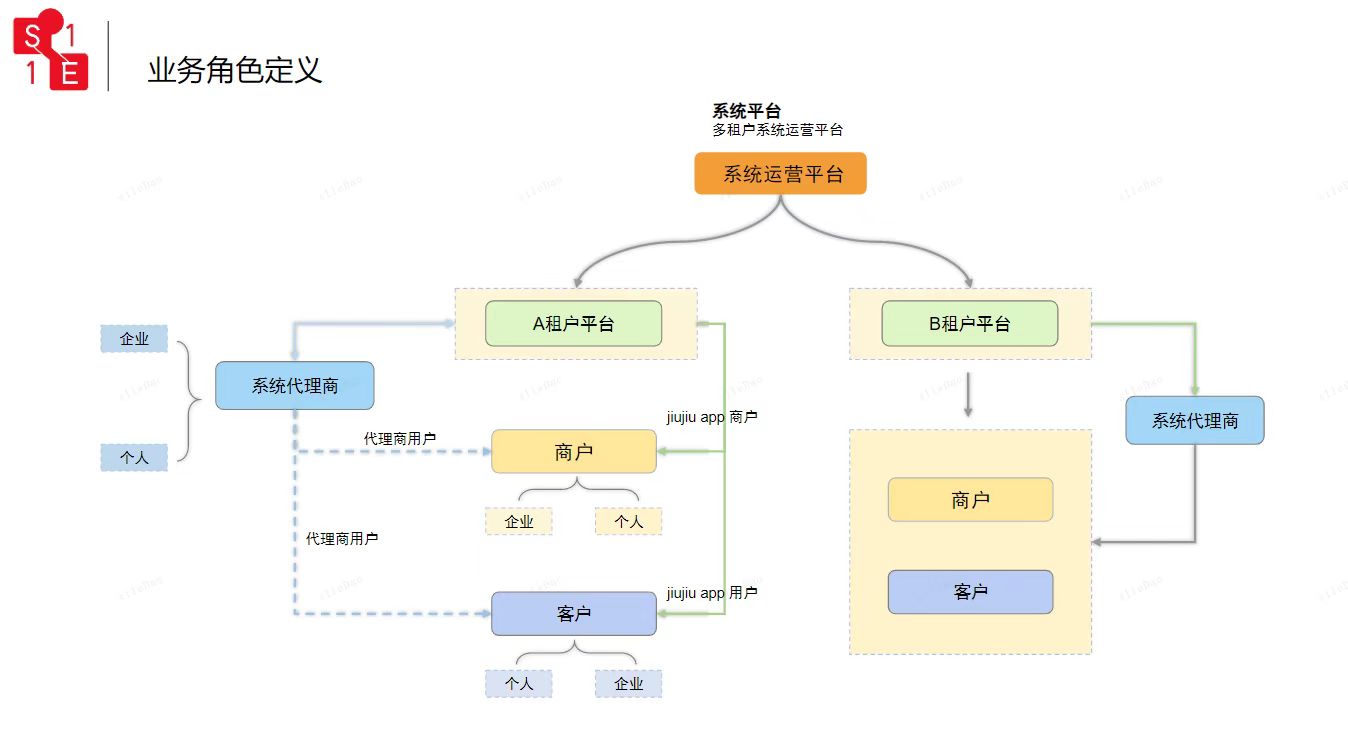 S 1
1 E
业务角色定义
系统平台
多租户系统运营平台
系统运营平台
A租户平台
B租户平台
企业
系统代理商
个人
jiujiu app 商户
代理商用户
商户
系统代理商
企业
个人
商户
代理商用户
jiujiu app 用户
客户
客户
个人
企业